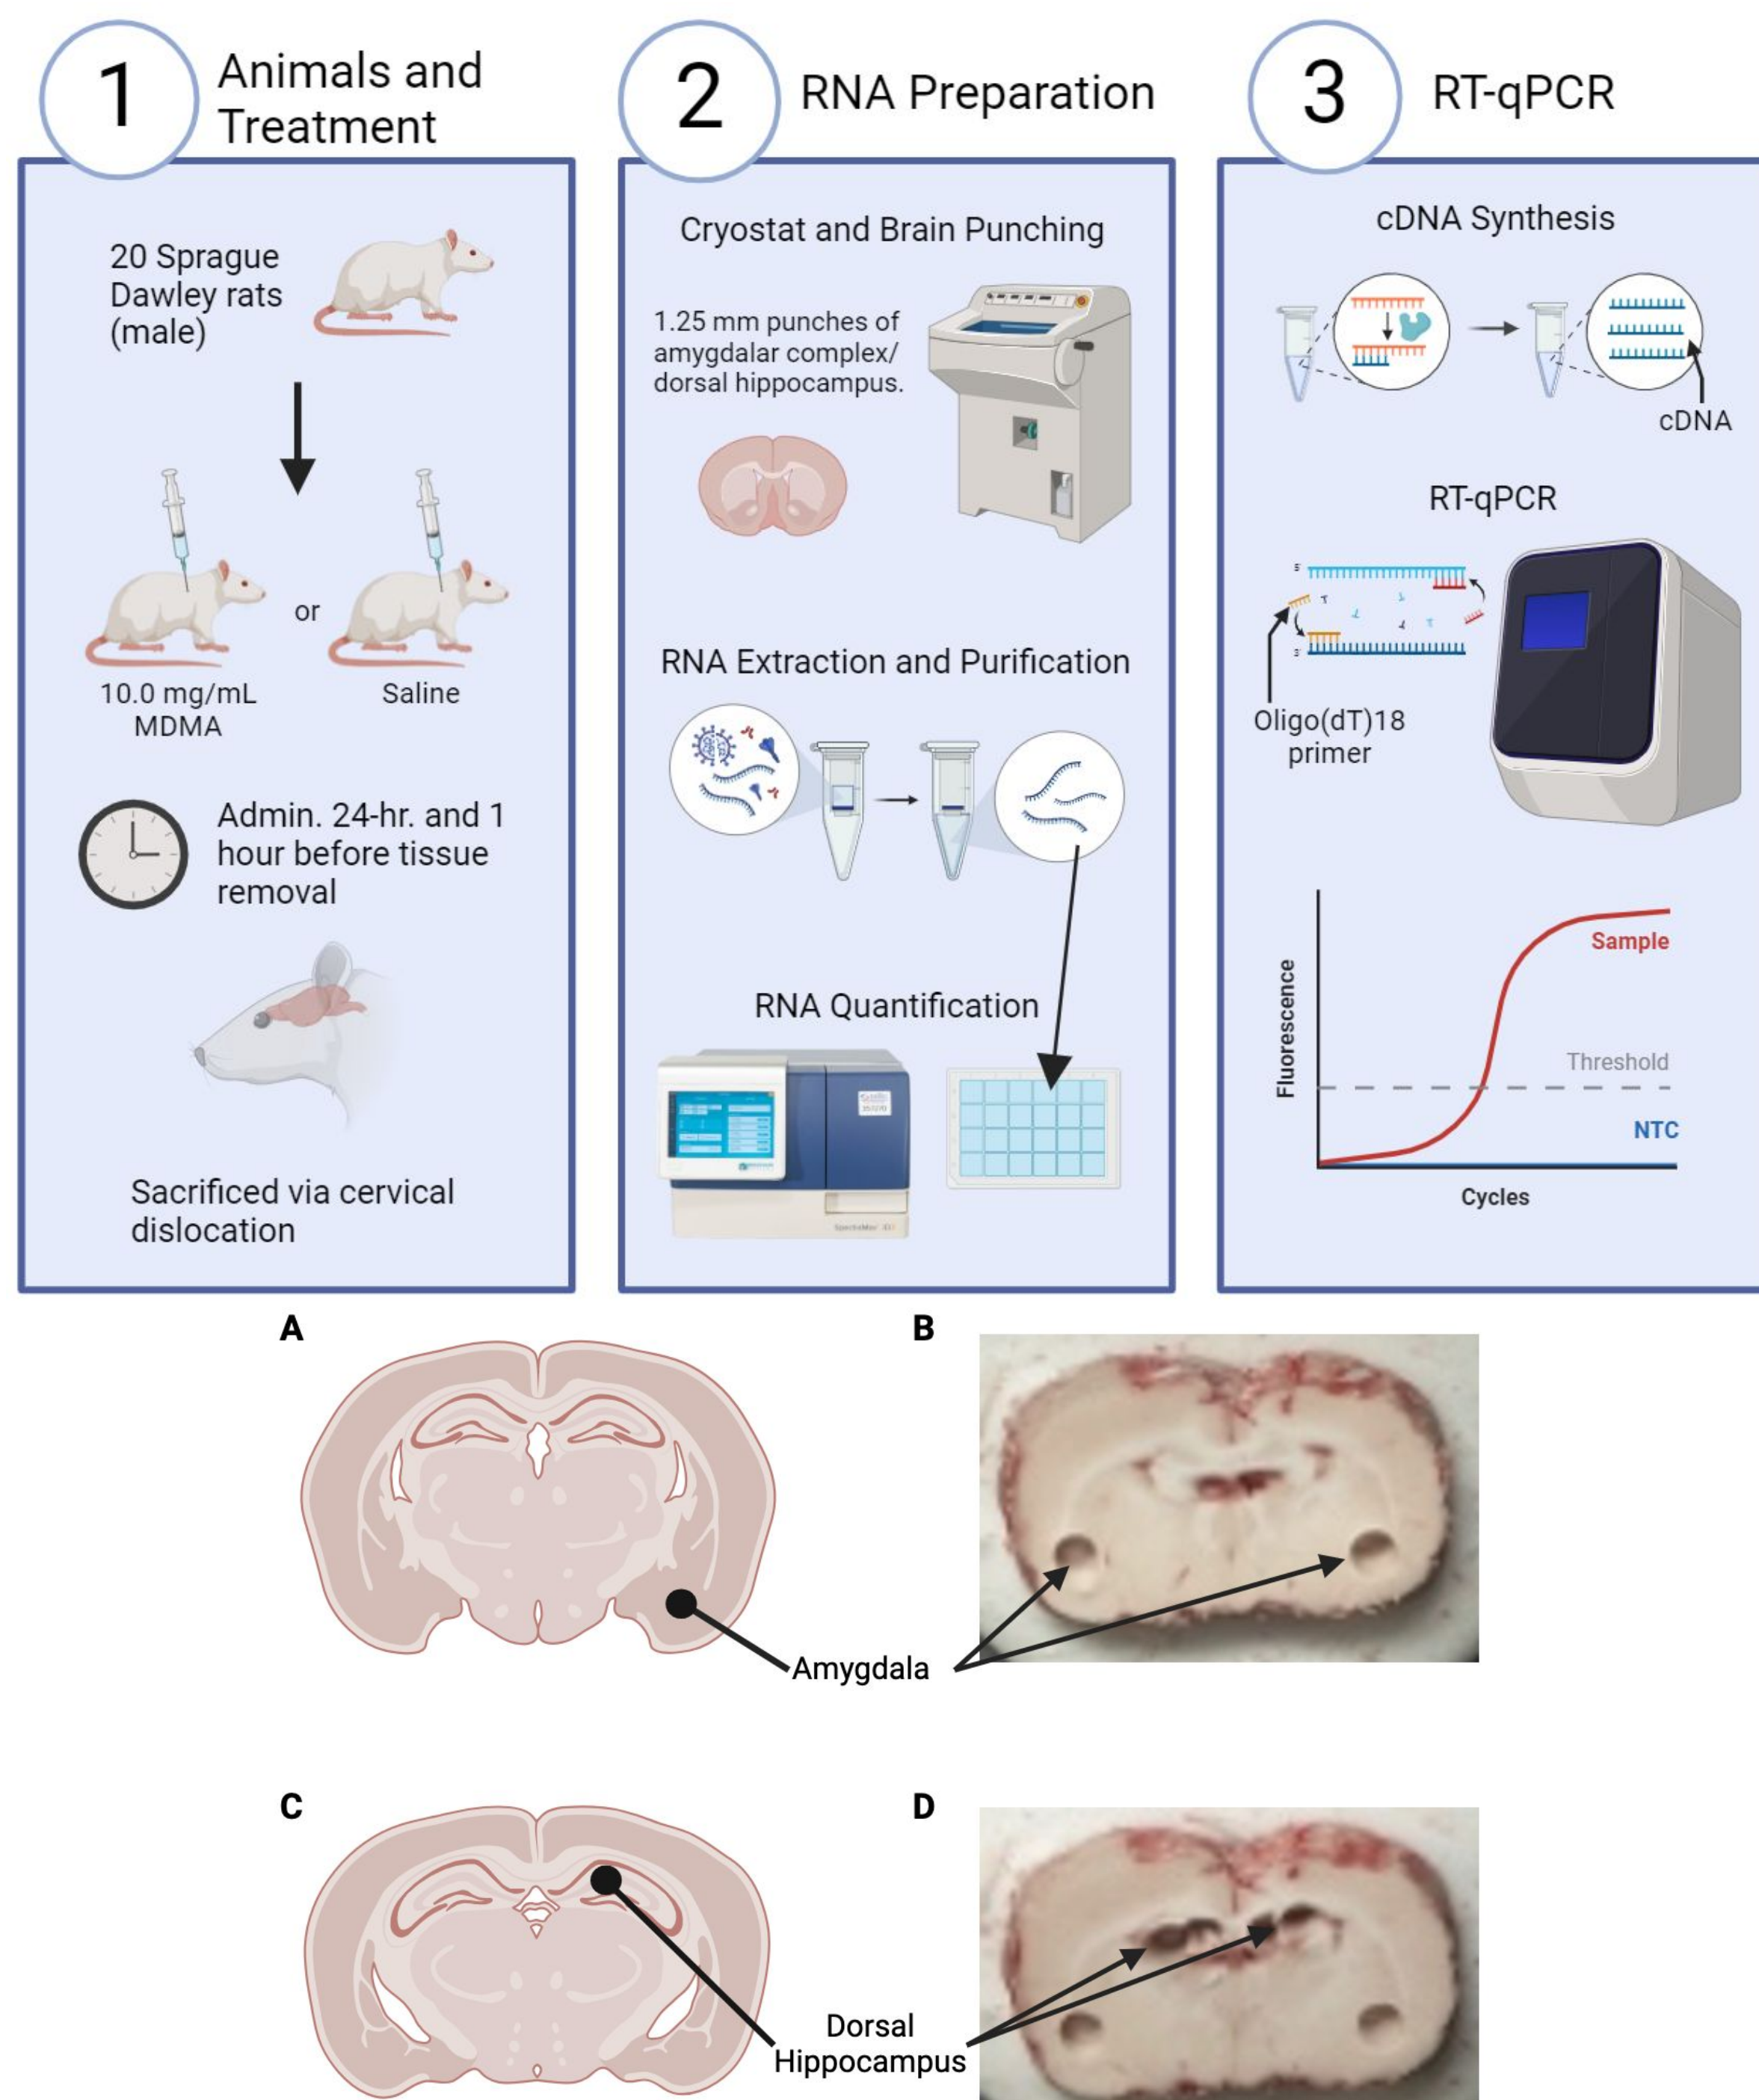 1
Animals and
Treatment
20 Sprague
Dawley rats
(male)
or
10.0 mg/mL
MDMA
Saline
Admin. 24-hr. and 1
hour before tissue
removal
Sacrificed via cervical
dislocation
2
RNA Preparation
Cryostat and Brain Punching
1.25 mm punches of
amygdalar complex/
dorsal hippocampus.
RNA Extraction and Purification
RNA Quantification
3
RT-qPCR
cDNA Synthesis
cDNA
RT-qPCR
5'
3'
Oligo(dT)18
primer
Fluorescence
Sample
Threshold
NTC
Cycles
A
B
Amygdala
C
D
Dorsal
Hippocampus